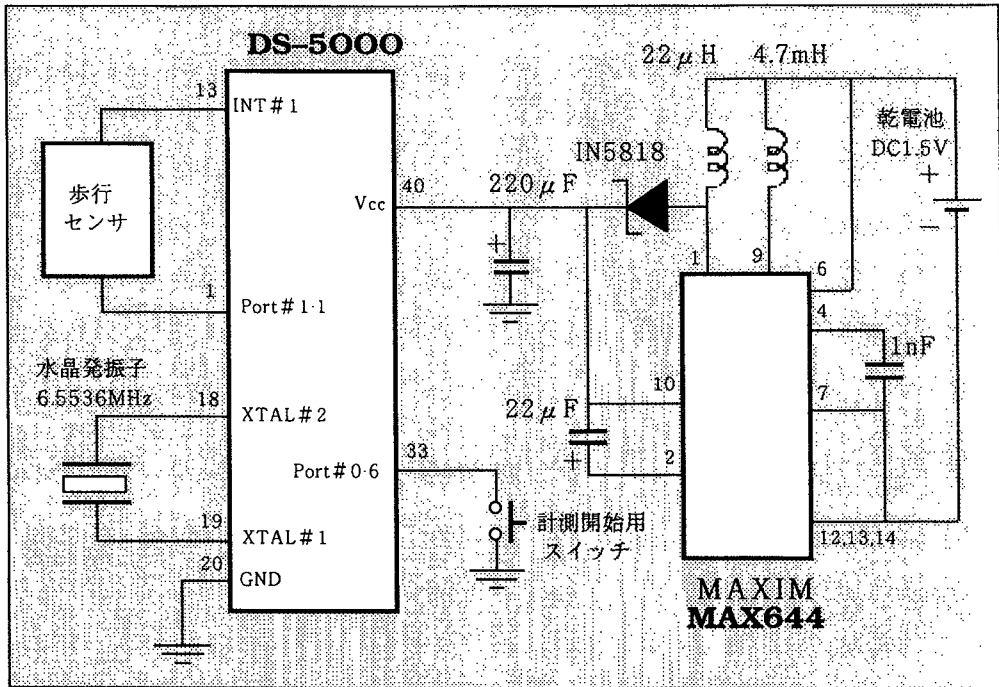 DS-5000
22μH 4.7mH
13
INT#1
乾電池
DC1.5V
+
−
IN5818
歩行
センサ
40
Vcc
220μF
+
1
9
6
1
Port#1·1
4
1nF
水晶発振子
6.5536MHz
18
XTAL#2
10
7
22μF
+
2
33
Port#0·6
計測開始用
スイッチ
19
XTAL#1
12,13,14
20
GND
MAXIM
MAX644